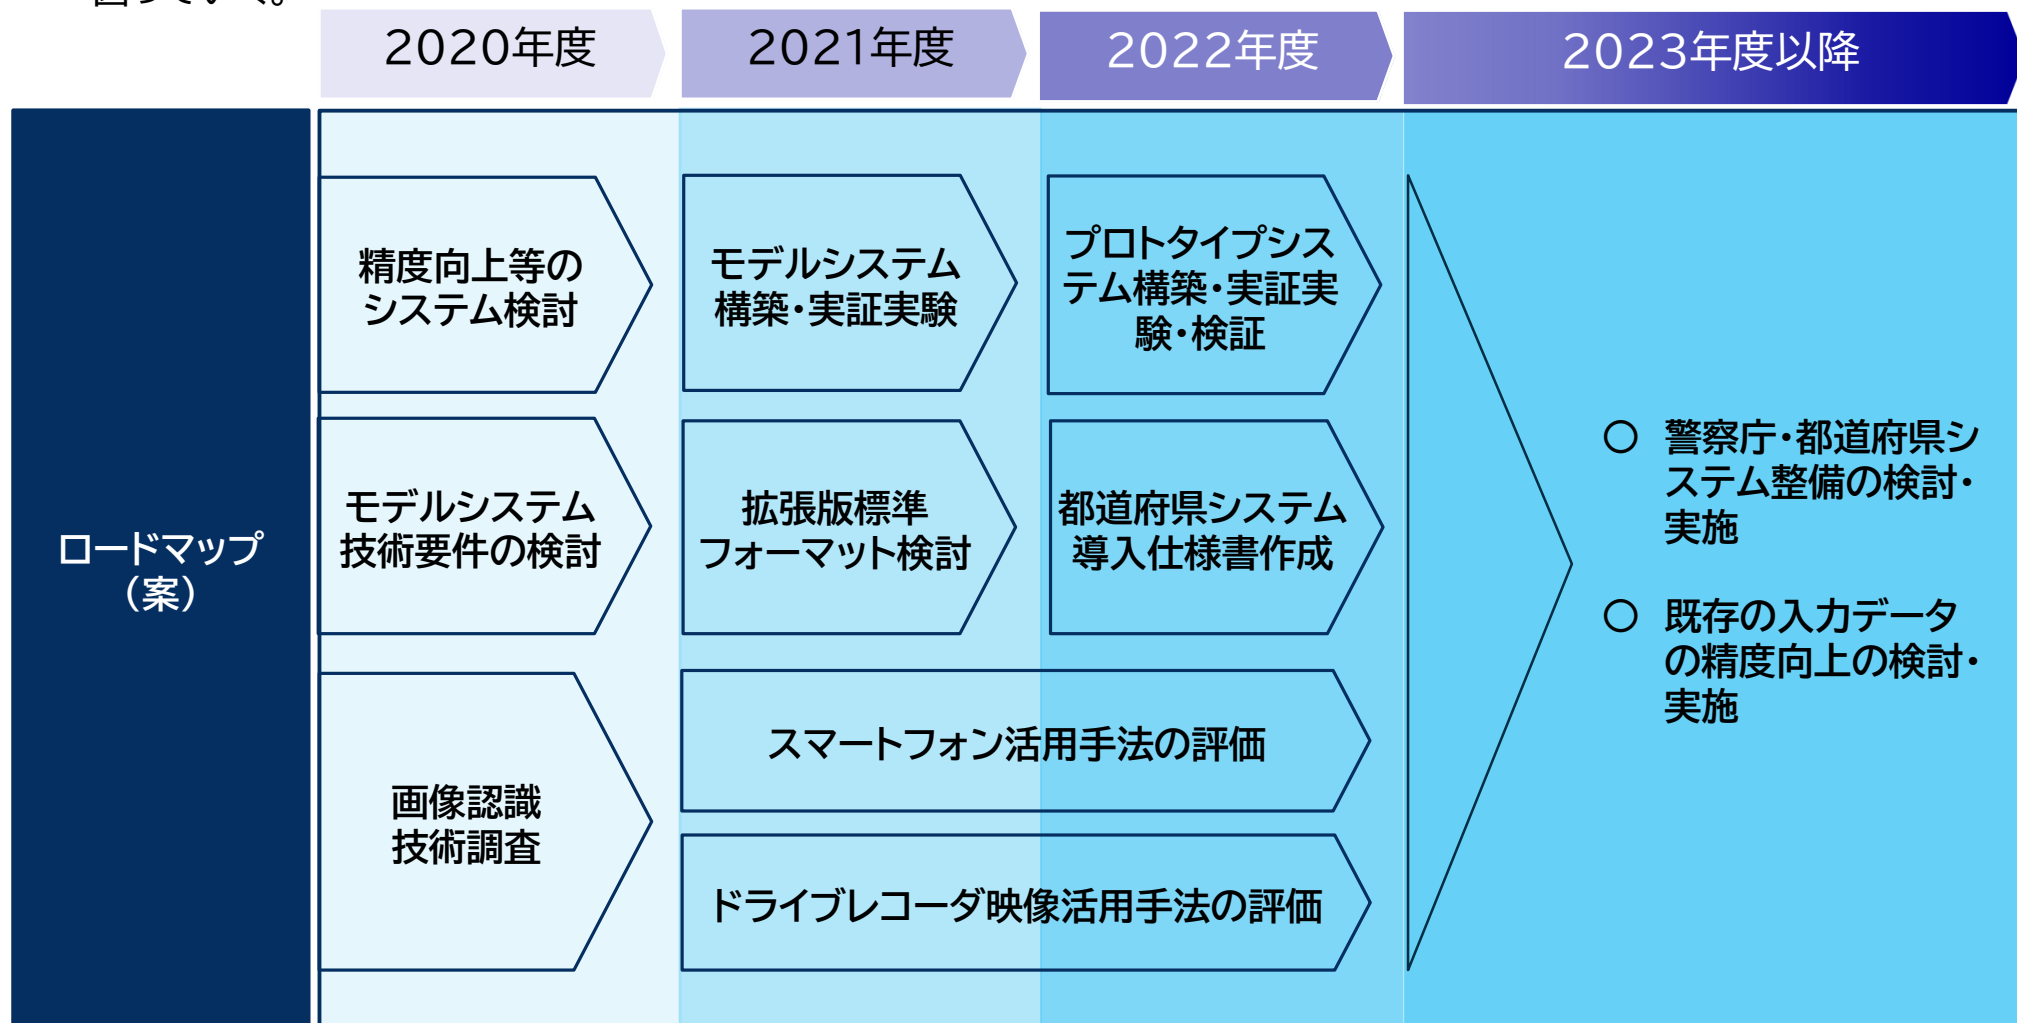 2020年度
2021年度
2022年度
2023年度以降
ロードマップ
（案）
精度向上等の
システム検討
モデルシステム
構築・実証実験
プロトタイプシス
テム構築・実証実
験・検証
モデルシステム
技術要件の検討
拡張版標準
フォーマット検討
都道府県システム
導入仕様書作成
画像認識
技術調査
スマートフォン活用手法の評価
ドライブレコーダ映像活用手法の評価
○ 警察庁・都道府県シ
ステム整備の検討・
実施
○ 既存の入力データ
の精度向上の検討・
実施